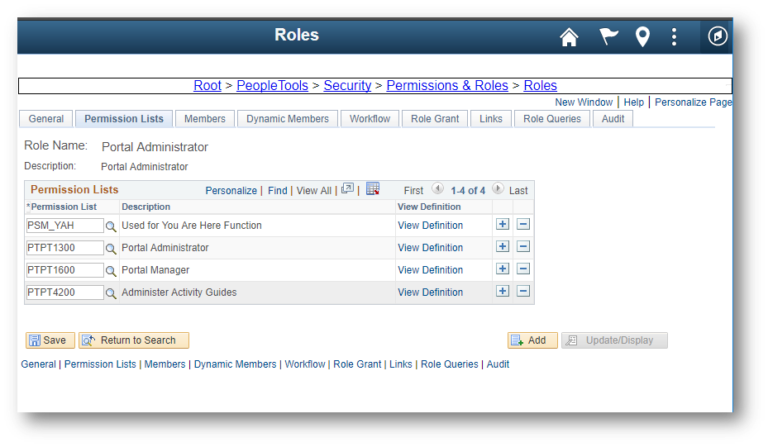 Roles
Root > PeopleTools > Security > Permissions & Roles > Roles
New Window | Help | Personalize Page
General Permission Lists Members Dynamic Members Workflow Role Grant Links Role Queries Audit
Role Name: Portal Administrator
Description: Portal Administrator
Permission Lists Personalize | Find | View All | | First 1-4 of 4 Last
*Permission List Description View Definition
PSM_YAH Used for You Are Here Function View Definition + −
PTPT1300 Portal Administrator View Definition + −
PTPT1600 Portal Manager View Definition + −
PTPT4200 Administer Activity Guides View Definition + −
Save Return to Search Add Update/Display
General | Permission Lists | Members | Dynamic Members | Workflow | Role Grant | Links | Role Queries | Audit